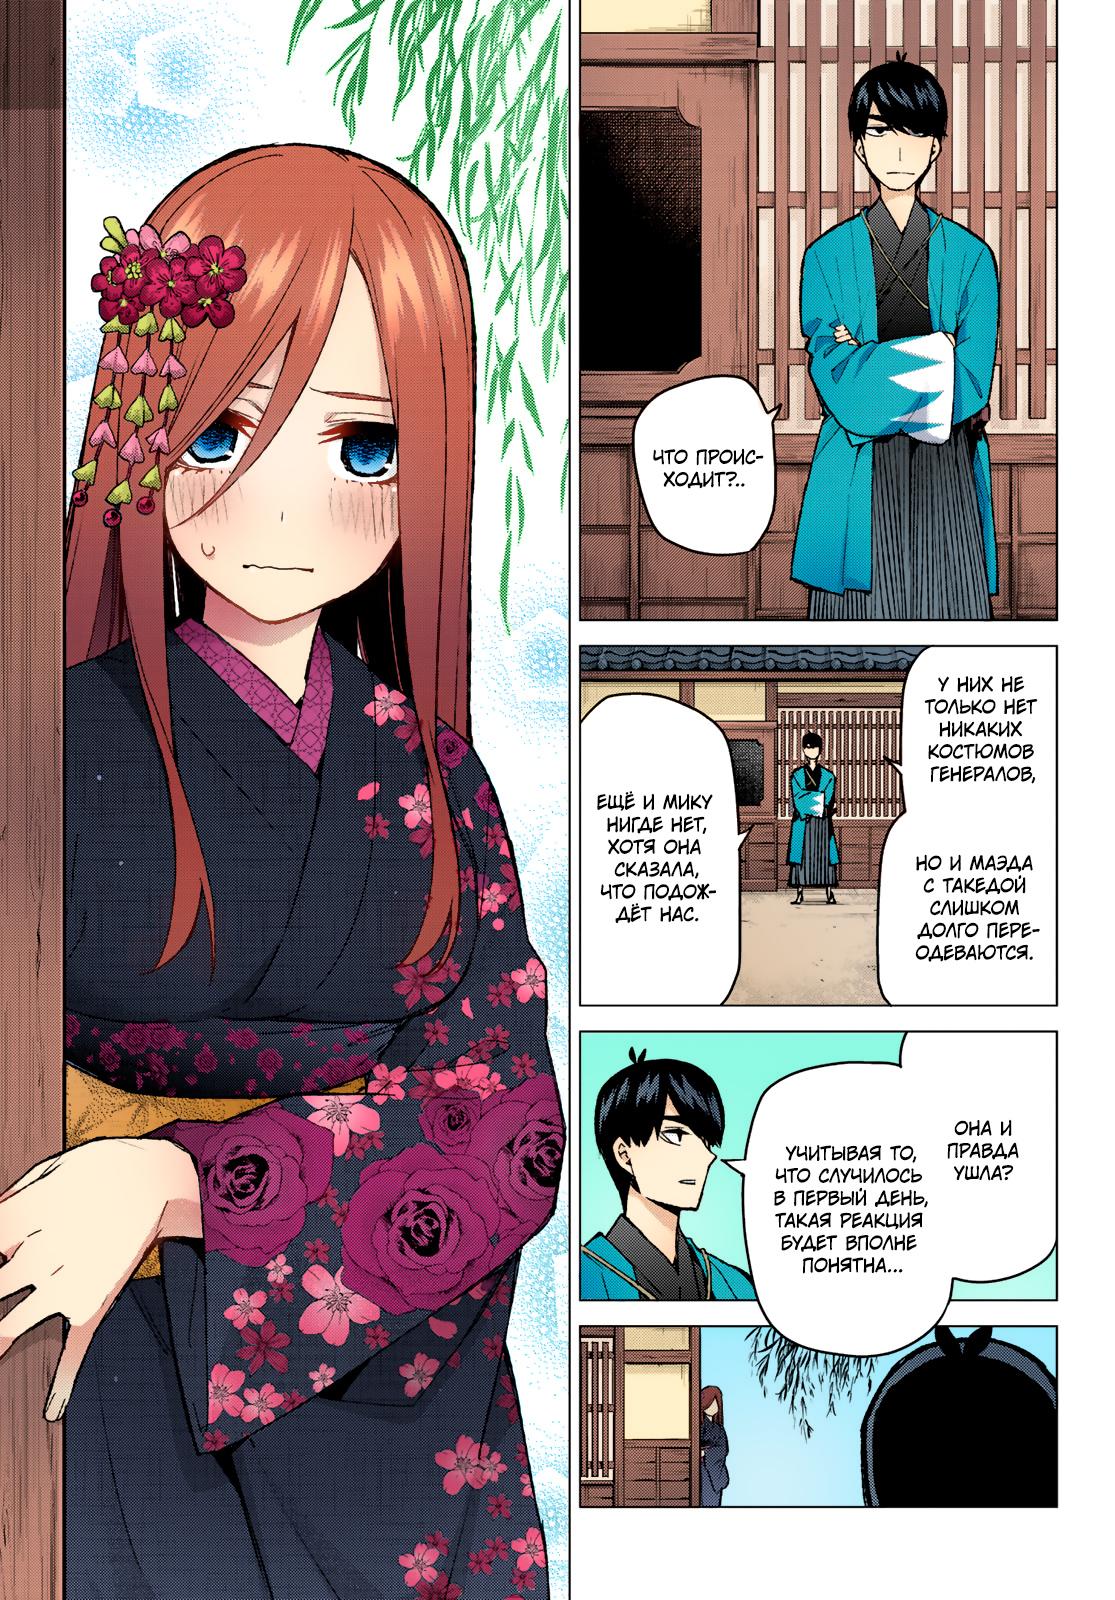 ЧТО ПРОИС-
ХОДИТ?..
У НИХ НЕ
ТОЛЬКО НЕТ
НИКАКИХ
КОСТЮМОВ
ГЕНЕРАЛОВ,
НО И МАЭДА
С ТАКЕДОЙ
СЛИШКОМ
ДОЛГО ПЕРЕ-
ОДЕВАЮТСЯ.
ЕЩЁ И МИКУ
НИГДЕ НЕТ,
ХОТЯ ОНА
СКАЗАЛА,
ЧТО ПОДОЖ-
ДЁТ НАС.
ОНА И
ПРАВДА
УШЛА?
УЧИТЫВАЯ ТО,
ЧТО СЛУЧИЛОСЬ
В ПЕРВЫЙ ДЕНЬ,
ТАКАЯ РЕАКЦИЯ
БУДЕТ ВПОЛНЕ
ПОНЯТНА...